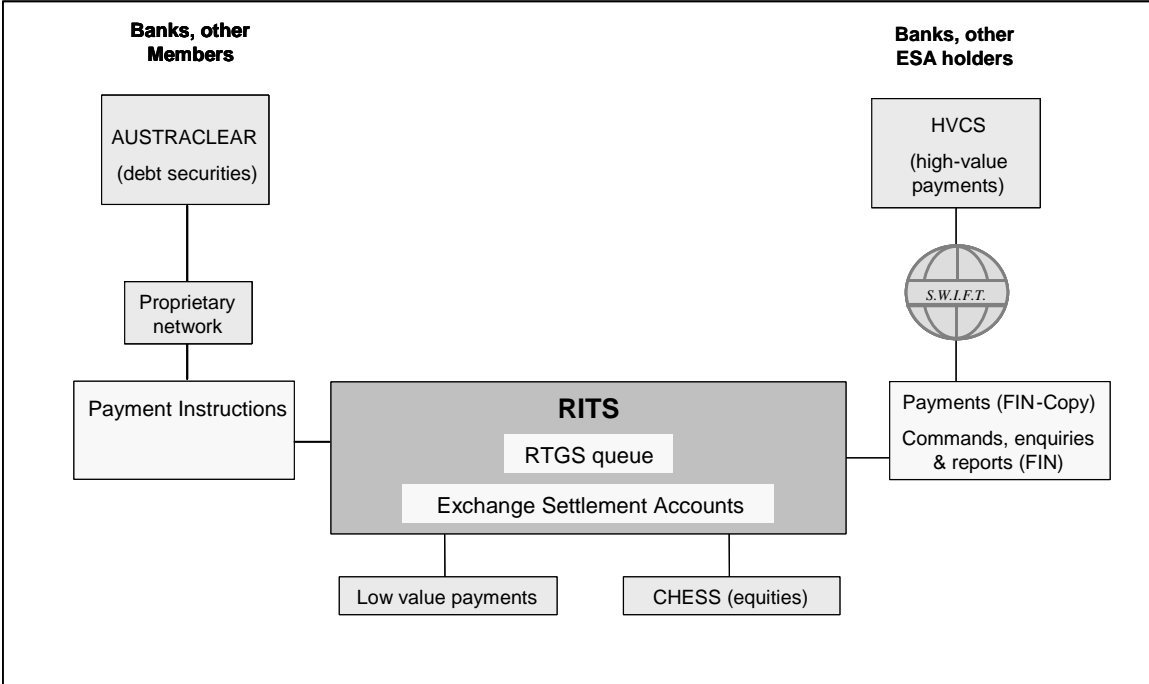 Banks, other
Members
Banks, other
ESA holders
AUSTRACLEAR
(debt securities)
HVCS
(high-value
payments)
Proprietary
network
S.W.I.F.T.
Payment Instructions
RITS
RTGS queue
Exchange Settlement Accounts
Payments (FIN-Copy)
Commands, enquiries
& reports (FIN)
Low value payments
CHESS (equities)